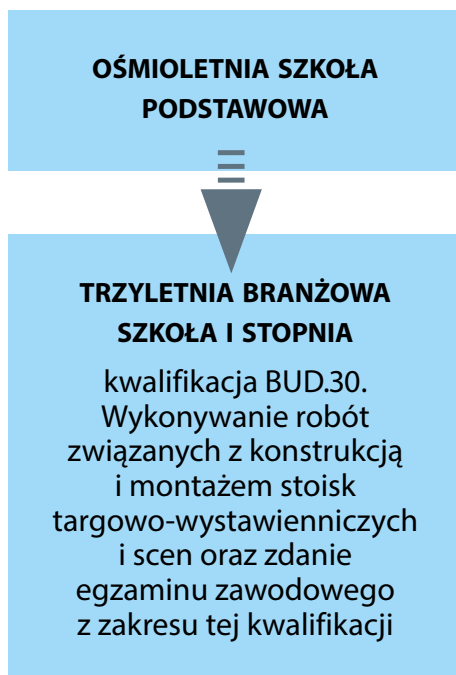 OŚMIOLETNIA SZKOŁA
PODSTAWOWA
TRZYLETNIA BRANŻOWA
SZKOŁA I STOPNIA
kwalifikacja BUD.30.
Wykonywanie robót
związanych z konstrukcją
i montażem stoisk
targowo-wystawienniczych
i scen oraz zdanie
egzaminu zawodowego
z zakresu tej kwalifikacji